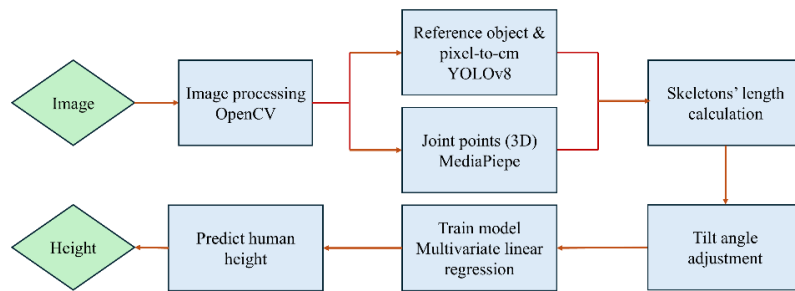 Image
Image processing
OpenCV
Reference object &
pixel-to-cm
YOLOv8
Joint points (3D)
MediaPiepe
Skeletons' length
calculation
Tilt angle
adjustment
Train model
Multivariate linear
regression
Predict human
height
Height